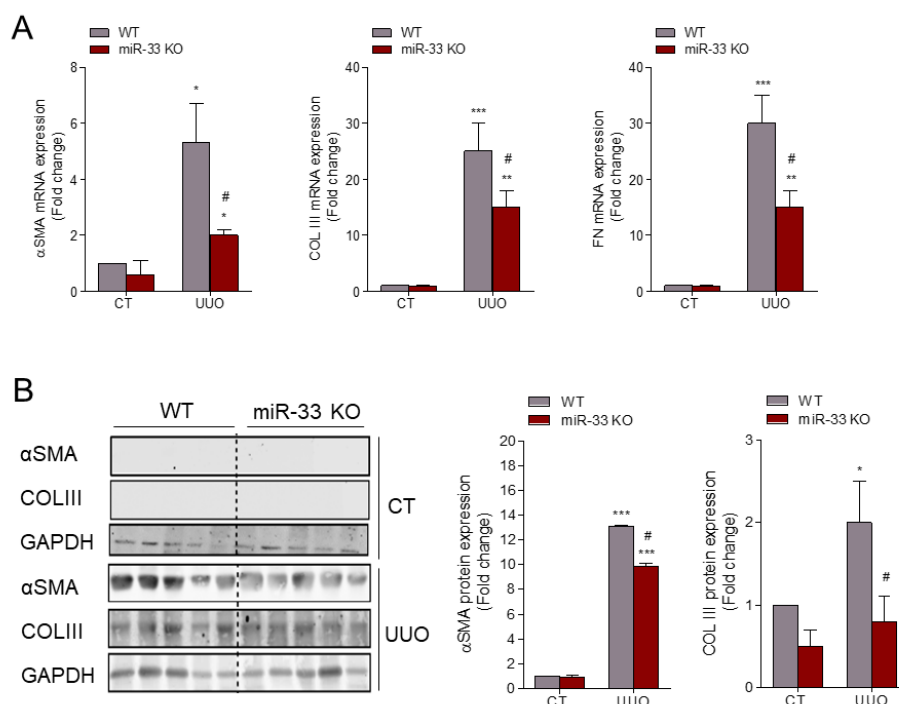 A
WT
miR-33 KO
αSMA mRNA expression
(Fold change)
8
6
4
2
0
*
#
*
CT
UUO
WT
miR-33 KO
COL III mRNA expression
(Fold change)
40
30
20
10
0
***
#
**
CT
UUO
WT
miR-33 KO
FN mRNA expression
(Fold change)
40
30
20
10
0
***
#
**
CT
UUO
B
WT
miR-33 KO
αSMA
COLIII
GAPDH
CT
αSMA
COLIII
GAPDH
UUO
WT
miR-33 KO
αSMA protein expression
(Fold change)
20
18
16
14
12
10
8
6
4
2
0
***
#
***
CT
UUO
WT
miR-33 KO
COL III protein expression
(Fold change)
3
2
1
0
*
#
CT
UUO